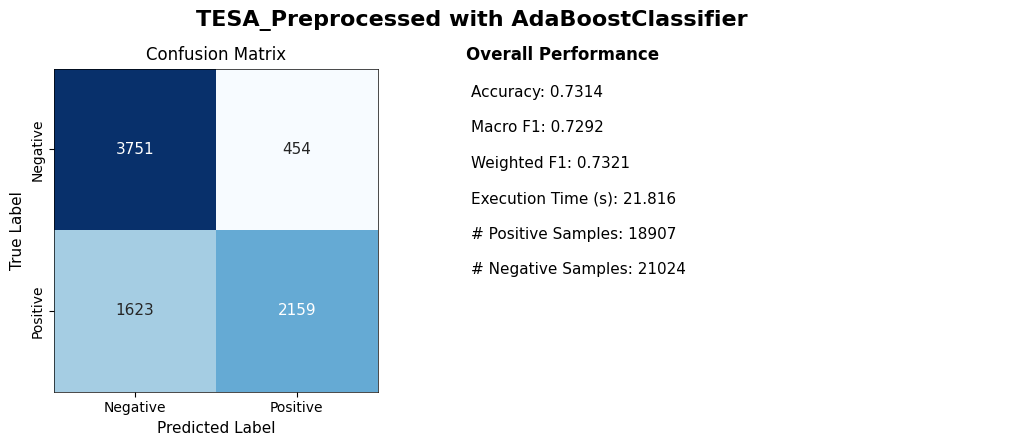 TESA_Preprocessed with AdaBoostClassifier
Confusion Matrix
Negative
Positive
True Label
3751
454
1623
2159
Negative
Positive
Predicted Label
Overall Performance
Accuracy: 0.7314
Macro F1: 0.7292
Weighted F1: 0.7321
Execution Time (s): 21.816
# Positive Samples: 18907
# Negative Samples: 21024